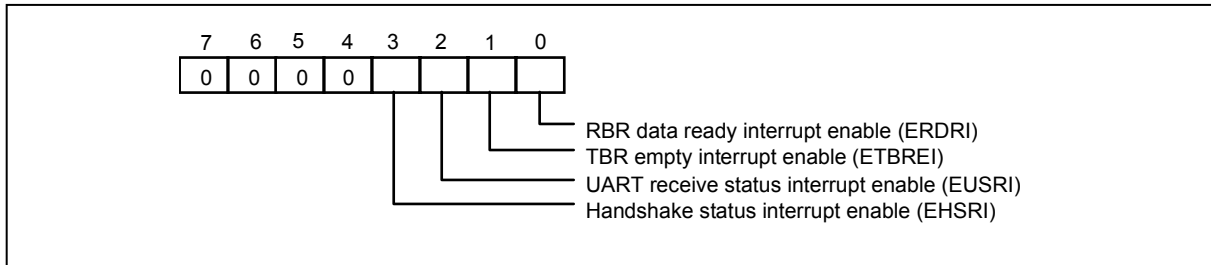 7 6 5 4 3 2 1 0
0 0 0 0
RBR data ready interrupt enable (ERDRI)
TBR empty interrupt enable (ETBREI)
UART receive status interrupt enable (EUSRI)
Handshake status interrupt enable (EHSRI)